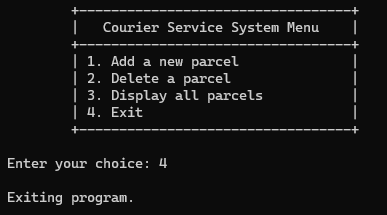 +----------------------------------+
|   Courier Service System Menu    |
+----------------------------------+
| 1. Add a new parcel              |
| 2. Delete a parcel               |
| 3. Display all parcels           |
| 4. Exit                          |
+----------------------------------+
Enter your choice: 4
Exiting program.